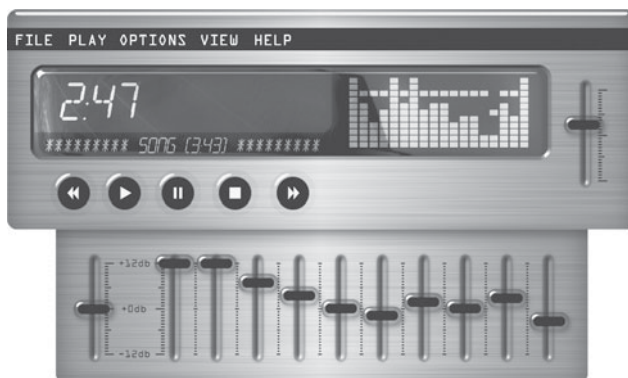 FILE PLAY OPTIONS VIEW HELP
2:47
********* SONG (3:43) *********
+12db
+0db
-12db